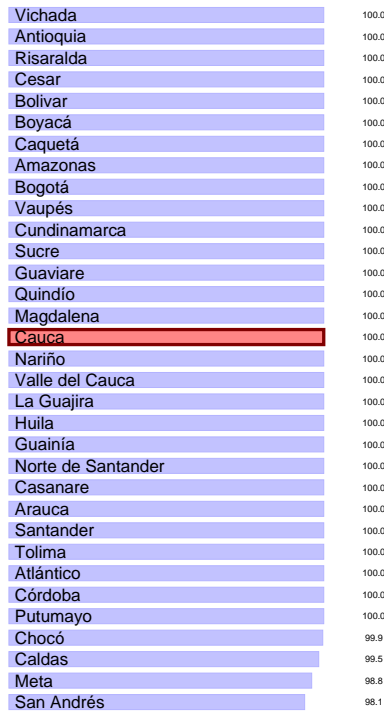 Vichada 100.0
Antioquia 100.0
Risaralda 100.0
Cesar 100.0
Bolivar 100.0
Boyacá 100.0
Caquetá 100.0
Amazonas 100.0
Bogotá 100.0
Vaupés 100.0
Cundinamarca 100.0
Sucre 100.0
Guaviare 100.0
Quindío 100.0
Magdalena 100.0
Cauca 100.0
Nariño 100.0
Valle del Cauca 100.0
La Guajira 100.0
Huila 100.0
Guainía 100.0
Norte de Santander 100.0
Casanare 100.0
Arauca 100.0
Santander 100.0
Tolima 100.0
Atlántico 100.0
Córdoba 100.0
Putumayo 100.0
Chocó 99.9
Caldas 99.5
Meta 98.8
San Andrés 98.1